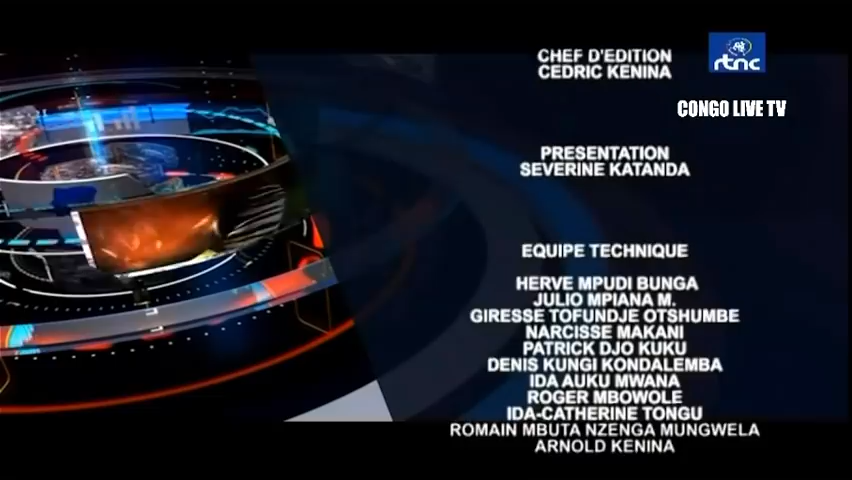 CHEF D'EDITION
CEDRIC KENINA
rtnc
CONGO LIVE TV
PRESENTATION
SEVERINE KATANDA
EQUIPE TECHNIQUE
HERVE MPUDI BUNGA
JULIO MPIANA M.
GIRESSE TOFUNDJE OTSHUMBE
NARCISSE MAKANI
PATRICK DJO KUKU
DENIS KUNGI KONDALEMBA
IDA AUKU MWANA
ROGER MBOWOLE
IDA-CATHERINE TONGU
ROMAIN MBUTA NZENGA MUNGWELA
ARNOLD KENINA